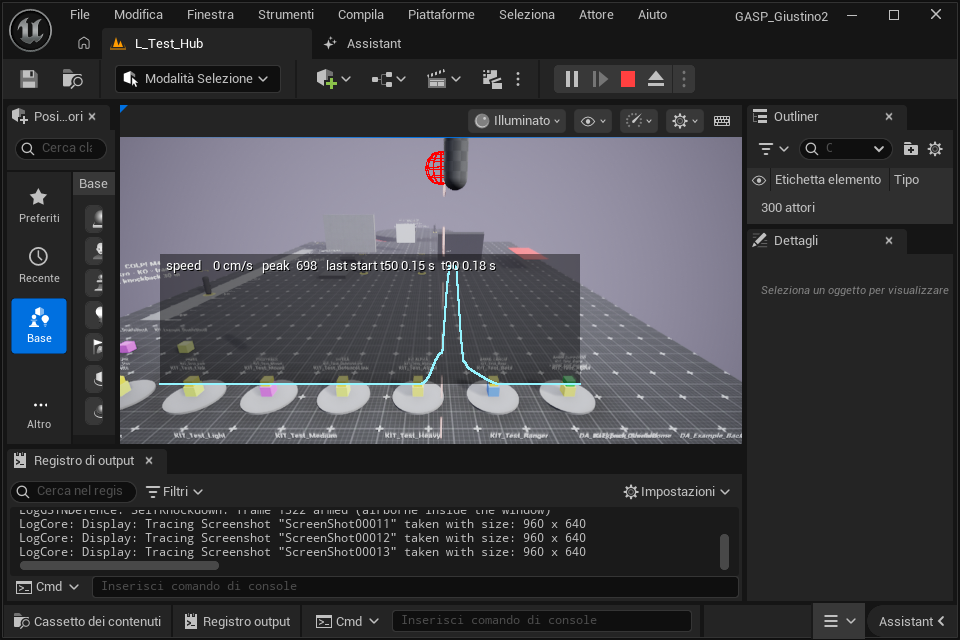 File Modifica Finestra Strumenti Compila Piattaforme Seleziona Attore Aiuto GASP_Giustino2
L_Test_Hub Assistant
Modalità Selezione
Posi...ori
Cerca cla
Base
Preferiti
Recente
Base
Altro
Illuminato
speed 0 cm/s peak 698 last start t50 0.15 s t90 0.18 s
KIT_Test_Light KIT_Test_Medium KIT_Test_Heavy KIT_Test_Ranger
Outliner
Etichetta elemento Tipo
300 attori
Dettagli
Seleziona un oggetto per visualizzare
Registro di output
Cerca nel regis Filtri Impostazioni
LogCore: Display: Tracing Screenshot "ScreenShot00011" taken with size: 960 x 640
LogCore: Display: Tracing Screenshot "ScreenShot00012" taken with size: 960 x 640
LogCore: Display: Tracing Screenshot "ScreenShot00013" taken with size: 960 x 640
Cmd Inserisci comando di console
Cassetto dei contenuti Registro output Cmd Inserisci comando di console Assistant